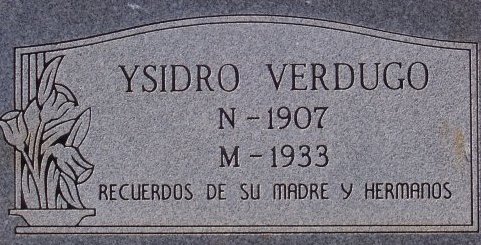 YSIDRO VERDUGO
N - 1907
M - 1933
RECUERDOS DE SU MADRE Y HERMANOS